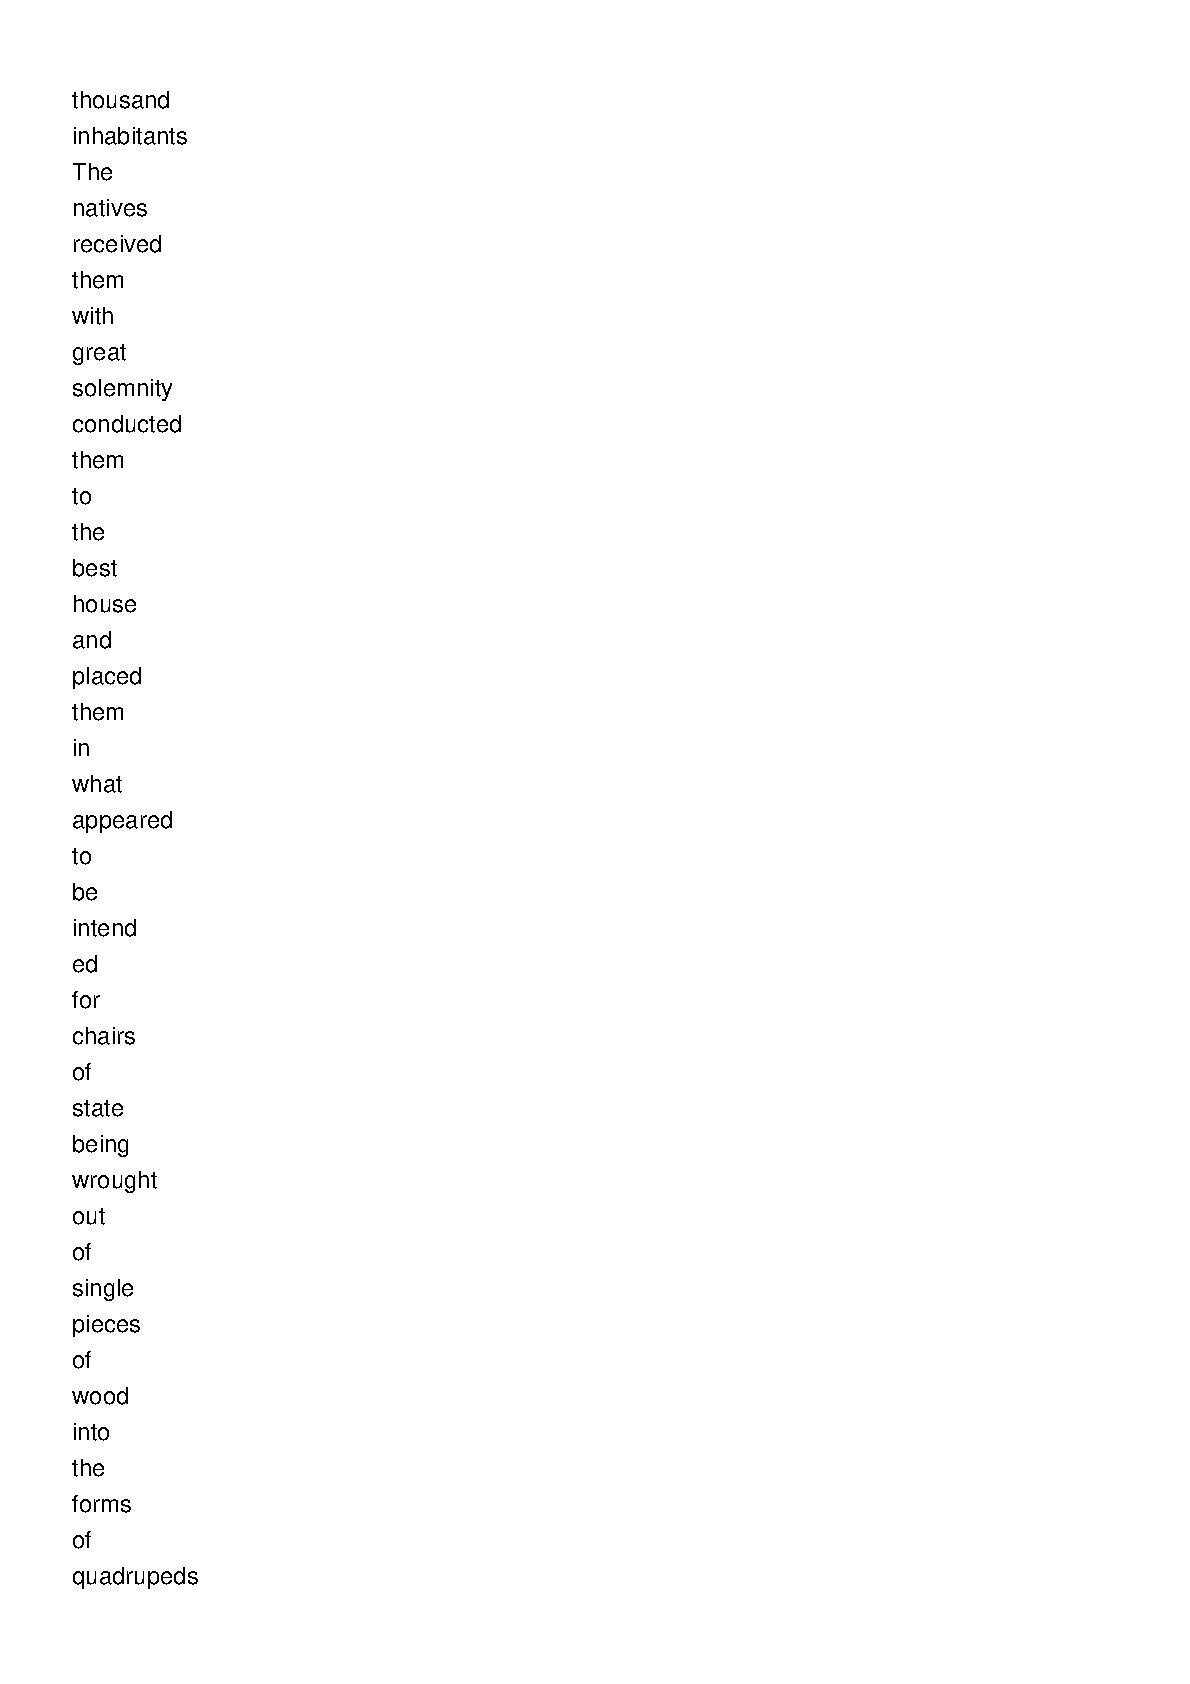 thousand
inhabitants
The
natives
received
them
with
great
solemnity
conducted
them
to
the
best
house
and
placed
them
in
what
appeared
to
be
intend
ed
for
chairs
of
state
being
wrought
out
of
single
pieces
of
wood
into
the
forms
of
quadrupeds